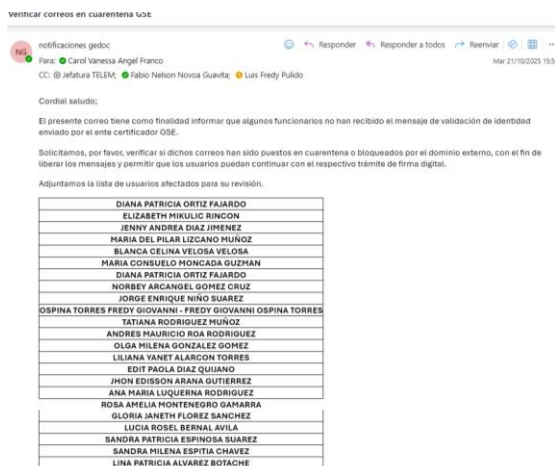 Verificar correos en cuarentena GSE
NG
notificaciones gedoc
Responder
Responder a todos
Reenviar
Para: Carol Vanessa Angel Franco
Mar 21/10/2025 15:5
CC: Jefatura TELEM; Fabio Nelson Novoa Guavita; Luis Fredy Pulido
Cordial saludo;
El presente correo tiene como finalidad informar que algunos funcionarios no han recibido el mensaje de validación de identidad
enviado por el ente certificador GSE.
Solicitamos, por favor, verificar si dichos correos han sido puestos en cuarentena o bloqueados por el dominio externo, con el fin de
liberar los mensajes y permitir que los usuarios puedan continuar con el respectivo trámite de firma digital.
Adjuntamos la lista de usuarios afectados para su revisión.
DIANA PATRICIA ORTIZ FAJARDO
ELIZABETH MIKULIC RINCON
JENNY ANDREA DIAZ JIMENEZ
MARIA DEL PILAR LIZCANO MUÑOZ
BLANCA CELINA VELOSA VELOSA
MARIA CONSUELO MONCADA GUZMAN
DIANA PATRICIA ORTIZ FAJARDO
NORBEY ARCANGEL GOMEZ CRUZ
JORGE ENRIQUE NIÑO SUAREZ
OSPINA TORRES FREDY GIOVANNI - FREDY GIOVANNI OSPINA TORRES
TATIANA RODRIGUEZ MUÑOZ
ANDRES MAURICIO ROA RODRIGUEZ
OLGA MILENA GONZALEZ GOMEZ
LILIANA YANET ALARCON TORRES
EDIT PAOLA DIAZ QUIJANO
JHON EDISSON ARANA GUTIERREZ
ANA MARIA LUQUERNA RODRIGUEZ
ROSA AMELIA MONTENEGRO GAMARRA
GLORIA JANETH FLOREZ SANCHEZ
LUCIA ROSEL BERNAL AVILA
SANDRA PATRICIA ESPINOSA SUAREZ
SANDRA MILENA ESPITIA CHAVEZ
LINA PATRICIA ALVAREZ BOTACHE